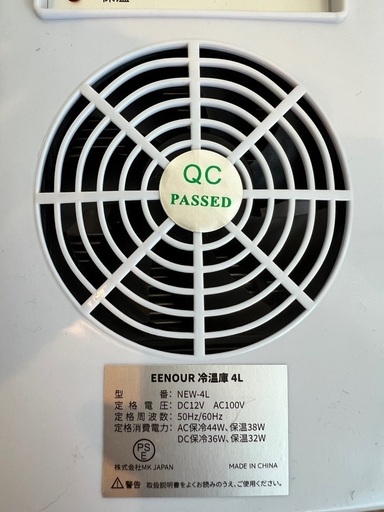 保温
QC
PASSED
EENOUR 冷温庫 4L
型 番: NEW-4L
定格電圧: DC12V AC100V
定格周波数: 50Hz/60Hz
定格消費電力: AC保冷44W、保温38W
DC保冷36W、保温32W
PSE
株式会社MK JAPAN MADE IN CHINA
⚠警告 取扱説明書をよくお読みのうえ、ご使用ください。